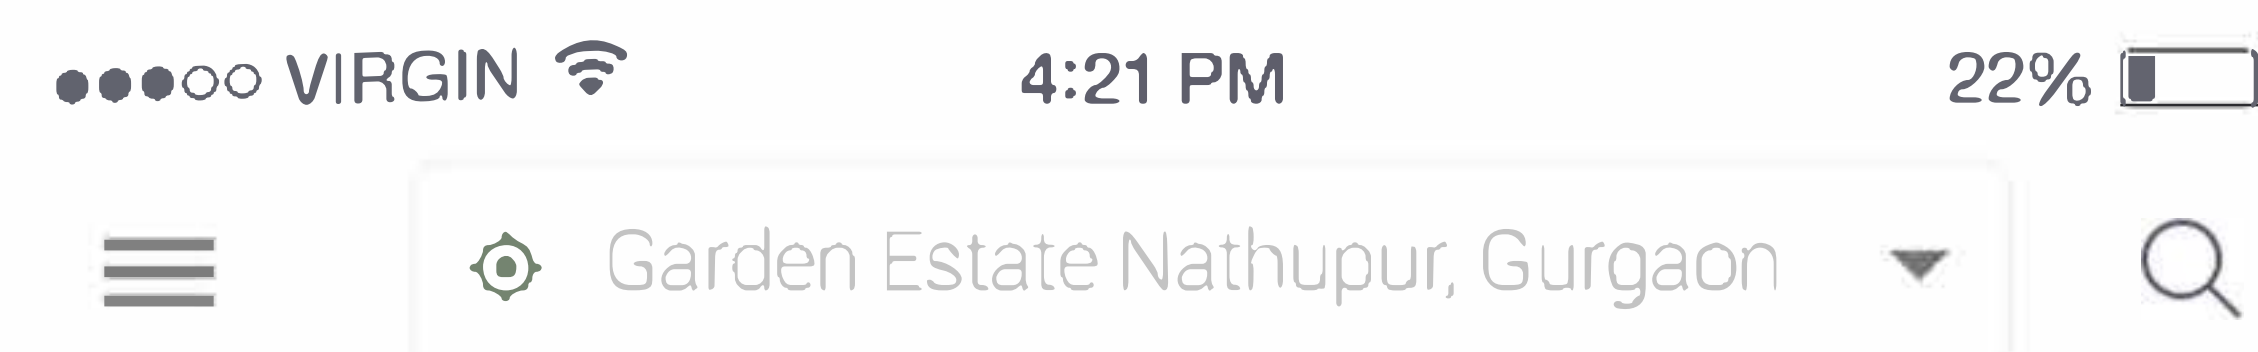 VIRGIN 4:21 PM 22%
Garden Estate Nathupur, Gurgaon